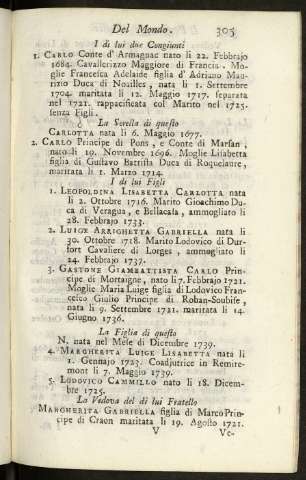 Del Mondo. 305
I di lui due Congiunti
1. CARLO Conte d'Armagnac nato li 22. Febbrajo
1684. Cavallerizzo Maggiore di Francia. Mo-
glie Francesca Adelaide figlia d'Adriano Mau-
rizio Duca di Noailles, nata li 1. Settembre
1704. maritata li 12. Maggio 1717. separata
nel 1721. rappacificata col Marito nel 1725.
senza Figli.
La Sorella di questo
CARLOTTA nata li 6. Maggio 1677.
2. CARLO Principe di Pons, e Conte di Marsan,
nato li 19. Novembre 1696. Moglie Lisabetta
figlia di Gustavo Battista Duca di Roquelaure,
maritata li 1. Marzo 1714.
I di lui Figli
1. LEOPOLDINA LISABETTA CARLOTTA nata
li 2. Ottobre 1716. Marito Gioachimo Du-
ca di Veragua, e Bellacasa, ammogliato li
28. Febbrajo 1733.
2. LUIGE ARRIGHETTA GABRIELLA nata li
30. Ottobre 1718. Marito Lodovico di Dur-
fort Cavaliere di Lorges, ammogliato li
24. Febbrajo 1737.
3. GASTONE GIAMBATTISTA CARLO Prin-
cipe di Mortaigne, nato li 7. Febbrajo 1721.
Moglie Maria Luige figlia di Lodovico Fran-
cesco Giulio Principe di Roban-Soubise,
nata li 9. Settembre 1721. maritata li 14.
Giugno 1736.
La Figlia di questo
N. nata nel Mese di Dicembre 1739.
4. MARGHERITA LUIGE LISABETTA nata li
1. Gennajo 1723. Coadjutrice in Remire-
mont li 7. Maggio 1739.
5. LODOVICO CAMMILLO nato li 18. Dicem-
bre 1725.
La Vedova del di lui Fratello
MARGHERITA GABRIELLA figlia di Marco Prin-
cipe di Craon maritata li 19. Agosto 1721.
V Ve-